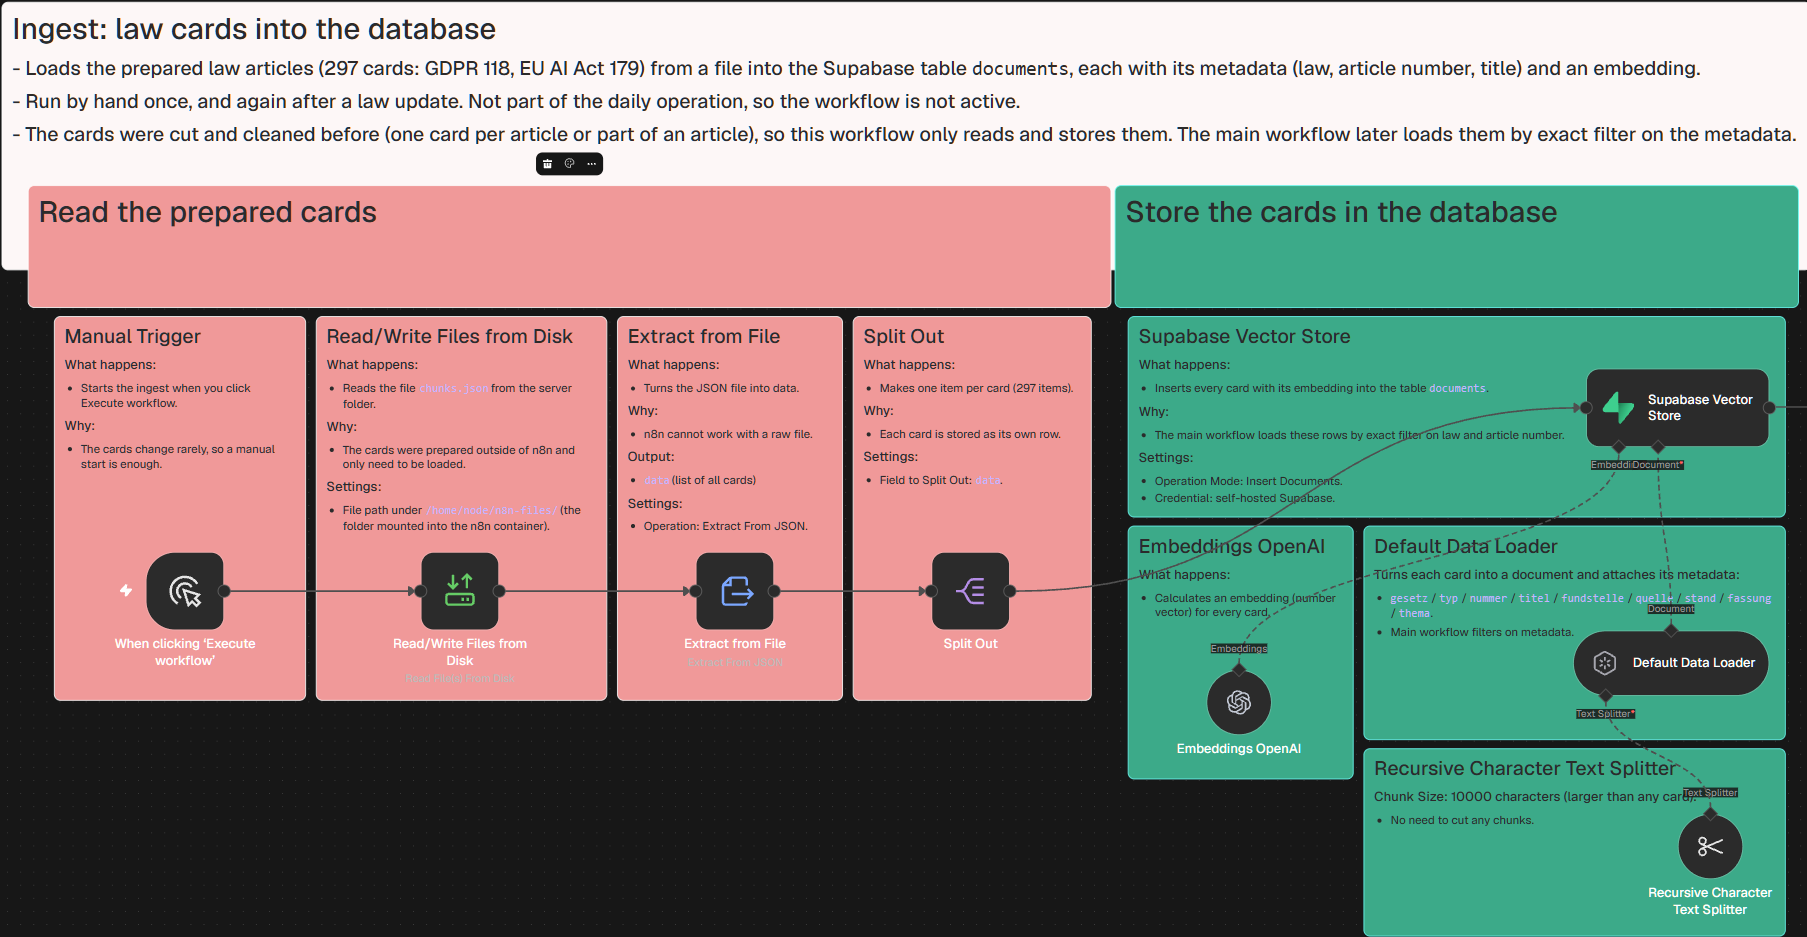 Ingest: law cards into the database
- Loads the prepared law articles (297 cards: GDPR 118, EU AI Act 179) from a file into the Supabase table documents, each with its metadata (law, article number, title) and an embedding.
- Run by hand once, and again after a law update. Not part of the daily operation, so the workflow is not active.
- The cards were cut and cleaned before (one card per article or part of an article), so this workflow only reads and stores them. The main workflow later loads them by exact filter on the metadata.
Read the prepared cards
Manual Trigger
What happens:
• Starts the ingest when you click
Execute workflow.
Why:
• The cards change rarely, so a manual
start is enough.
When clicking ‘Execute
workflow’
Read/Write Files from Disk
What happens:
• Reads the file chunks.json from the server
folder.
Why:
• The cards were prepared outside of n8n and
only need to be loaded.
Settings:
• File path under /home/node/n8n-files/ (the
folder mounted into the n8n container).
Read/Write Files from
Disk
Read File(s) From Disk
Extract from File
What happens:
• Turns the JSON file into data.
Why:
• n8n cannot work with a raw file.
Output:
• data (list of all cards)
Settings:
• Operation: Extract From JSON.
Extract from File
Extract From JSON
Split Out
What happens:
• Makes one item per card (297 items).
Why:
• Each card is stored as its own row.
Settings:
• Field to Split Out: data.
Split Out
Store the cards in the database
Supabase Vector Store
What happens:
• Inserts every card with its embedding into the table documents.
Why:
• The main workflow loads these rows by exact filter on law and article number.
Settings:
• Operation Mode: Insert Documents.
• Credential: self-hosted Supabase.
Supabase Vector
Store
Embeddi
Document*
Embeddings OpenAI
What happens:
• Calculates an embedding (number
vector) for every card.
Embeddings
Embeddings OpenAI
Default Data Loader
Turns each card into a document and attaches its metadata:
• gesetz / typ / nummer / titel / fundstelle / quelle / stand / fassung
/ thema.
• Main workflow filters on metadata.
Document
Default Data Loader
Text Splitter*
Recursive Character Text Splitter
Chunk Size: 10000 characters (larger than any card).
• No need to cut any chunks.
Text Splitter
Recursive Character
Text Splitter